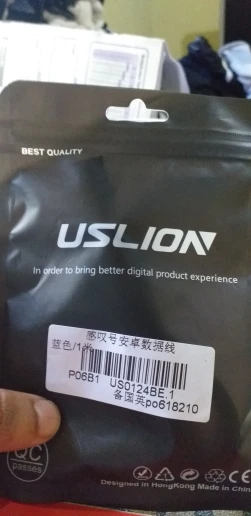 BEST QUALITY
USLION
In order to bring better digital product experience
感叹号安卓数据线
蓝色/1米
P06B1 US0124BE.1
备国英po618210
QC
passes
Designed in HongKong Made in Chin